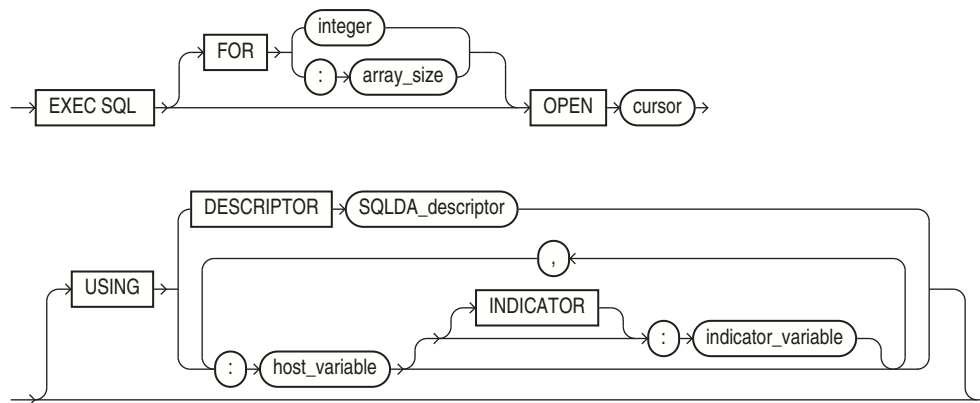 integer
FOR
: array_size
EXEC SQL OPEN cursor
DESCRIPTOR SQLDA_descriptor
,
USING INDICATOR
: host_variable : indicator_variable